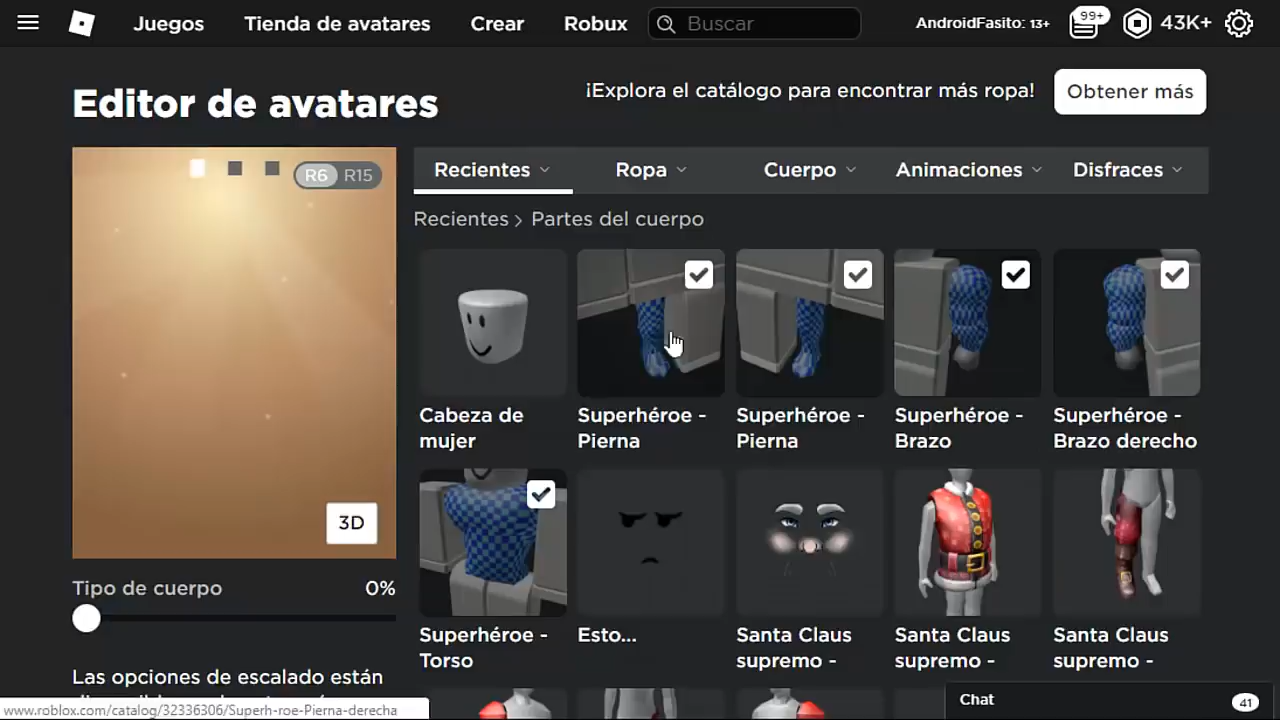 Juegos Tienda de avatares Crear Robux Buscar AndroidFasito: 13+ 99+ 43K+
Editor de avatares
¡Explora el catálogo para encontrar más ropa! Obtener más
R6 R15
3D
Tipo de cuerpo 0%
Las opciones de escalado están
Recientes Ropa Cuerpo Animaciones Disfraces
Recientes > Partes del cuerpo
Cabeza de
mujer
Superhéroe -
Pierna
Superhéroe -
Pierna
Superhéroe -
Brazo
Superhéroe -
Brazo derecho
Superhéroe -
Torso
Esto...
Santa Claus
supremo -
Santa Claus
supremo -
Santa Claus
supremo -
www.roblox.com/catalog/32336306/Superh-roe-Pierna-derecha
Chat 41